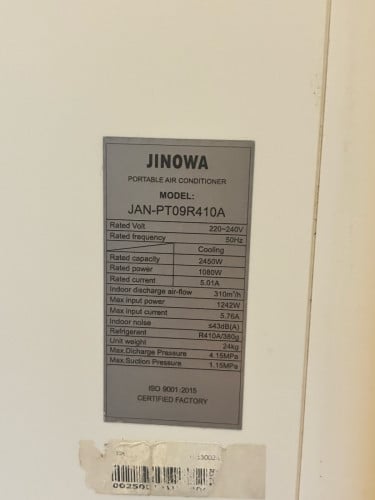 JINOWA
PORTABLE AIR CONDITIONER
MODEL:
JAN-PT09R410A
Rated Volt 220~240V
Rated frequency 50Hz
Cooling
Rated capacity 2450W
Rated power 1080W
Rated current 5.01A
Indoor discharge air-flow 310m³/h
Max input power 1242W
Max input current 5.76A
Indoor noise ≤43dB(A)
Refrigerant R410A/380g
Unit weight 24kg
Max.Dicharge Pressure 4.15MPa
Max.Suction Pressure 1.15MPa
ISO 9001:2015
CERTIFIED FACTORY